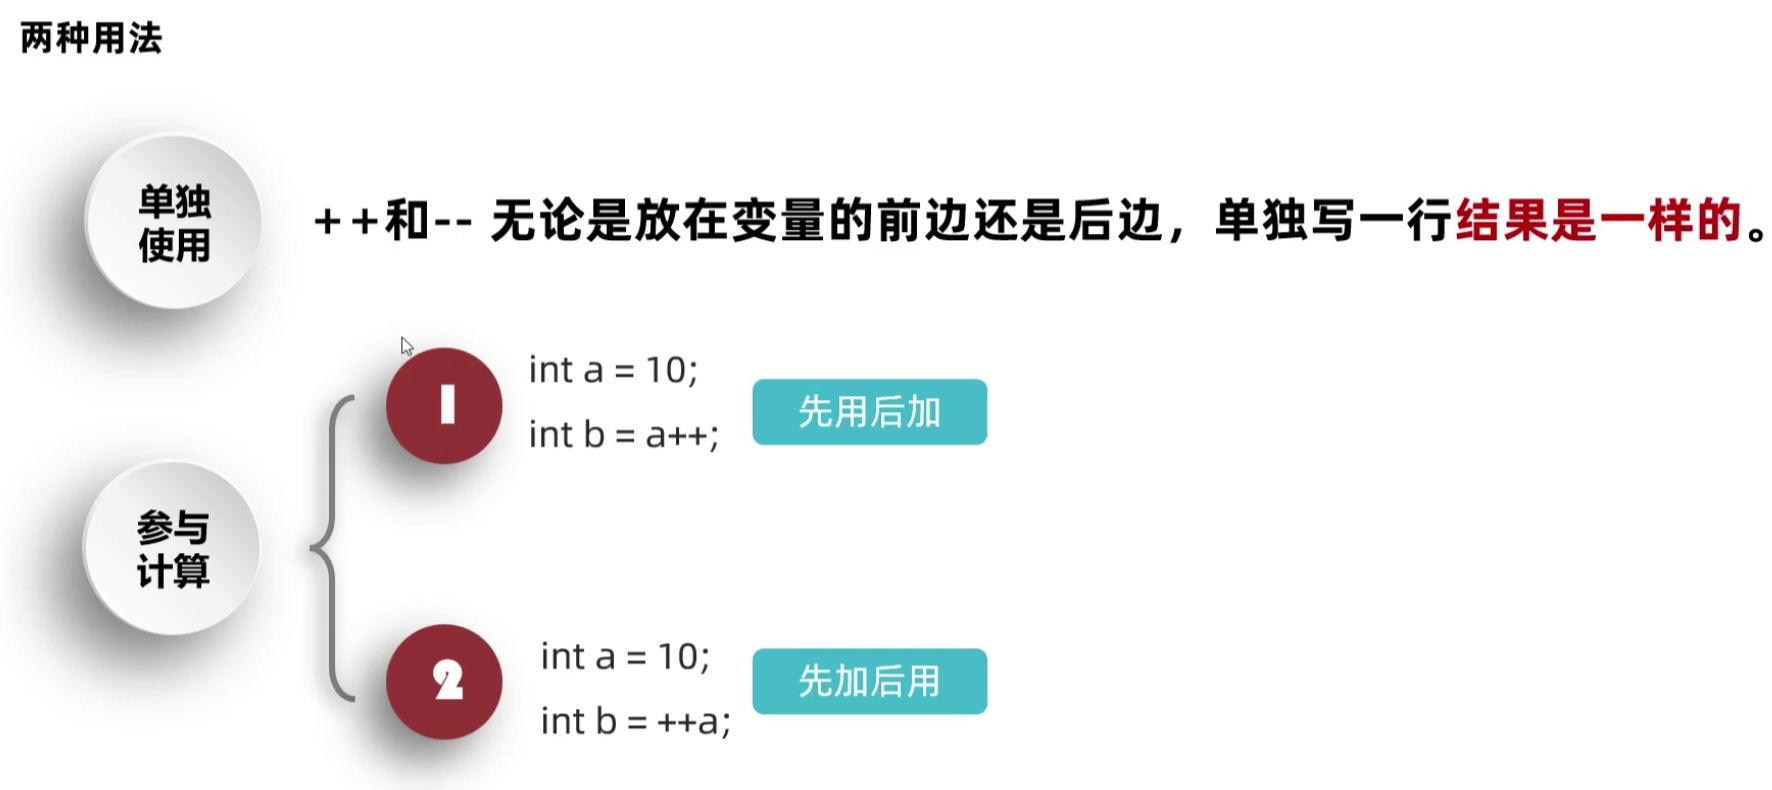 两种用法
单独
使用
++和-- 无论是放在变量的前边还是后边，单独写一行结果是一样的。
参与
计算
1
int a = 10;
int b = a++;
先用后加
2
int a = 10;
int b = ++a;
先加后用